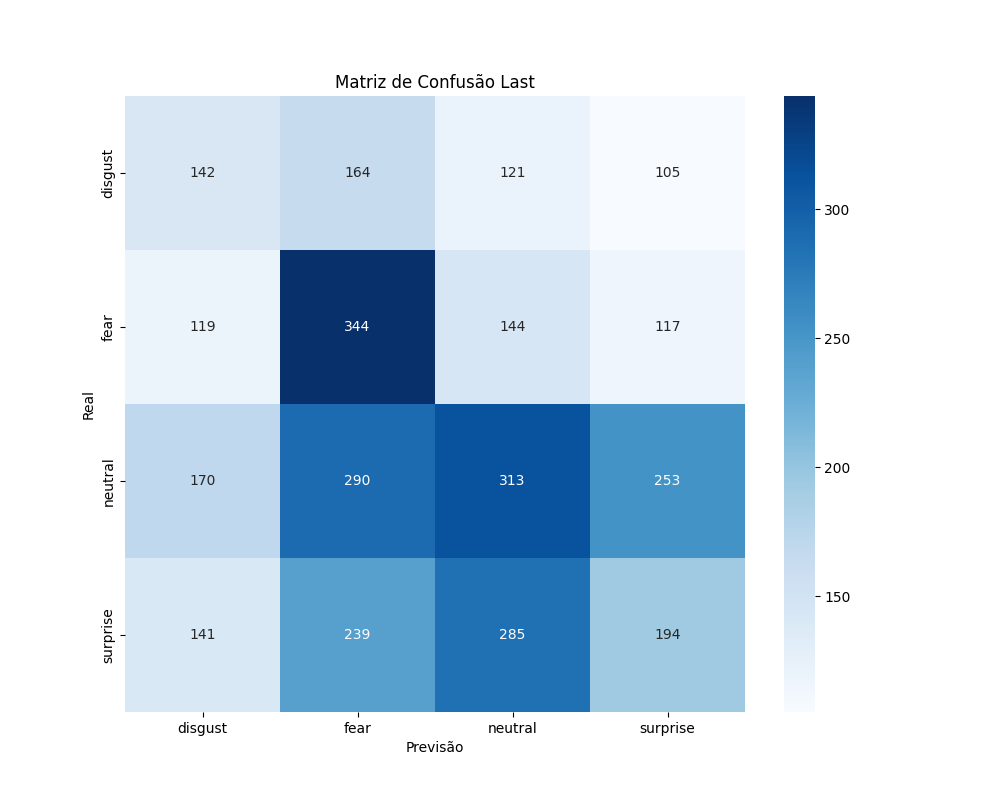 Matriz de Confusão Last
disgust 142 164 121 105
fear 119 344 144 117
neutral 170 290 313 253
surprise 141 239 285 194
Real
disgust fear neutral surprise
Previsão
300
250
200
150